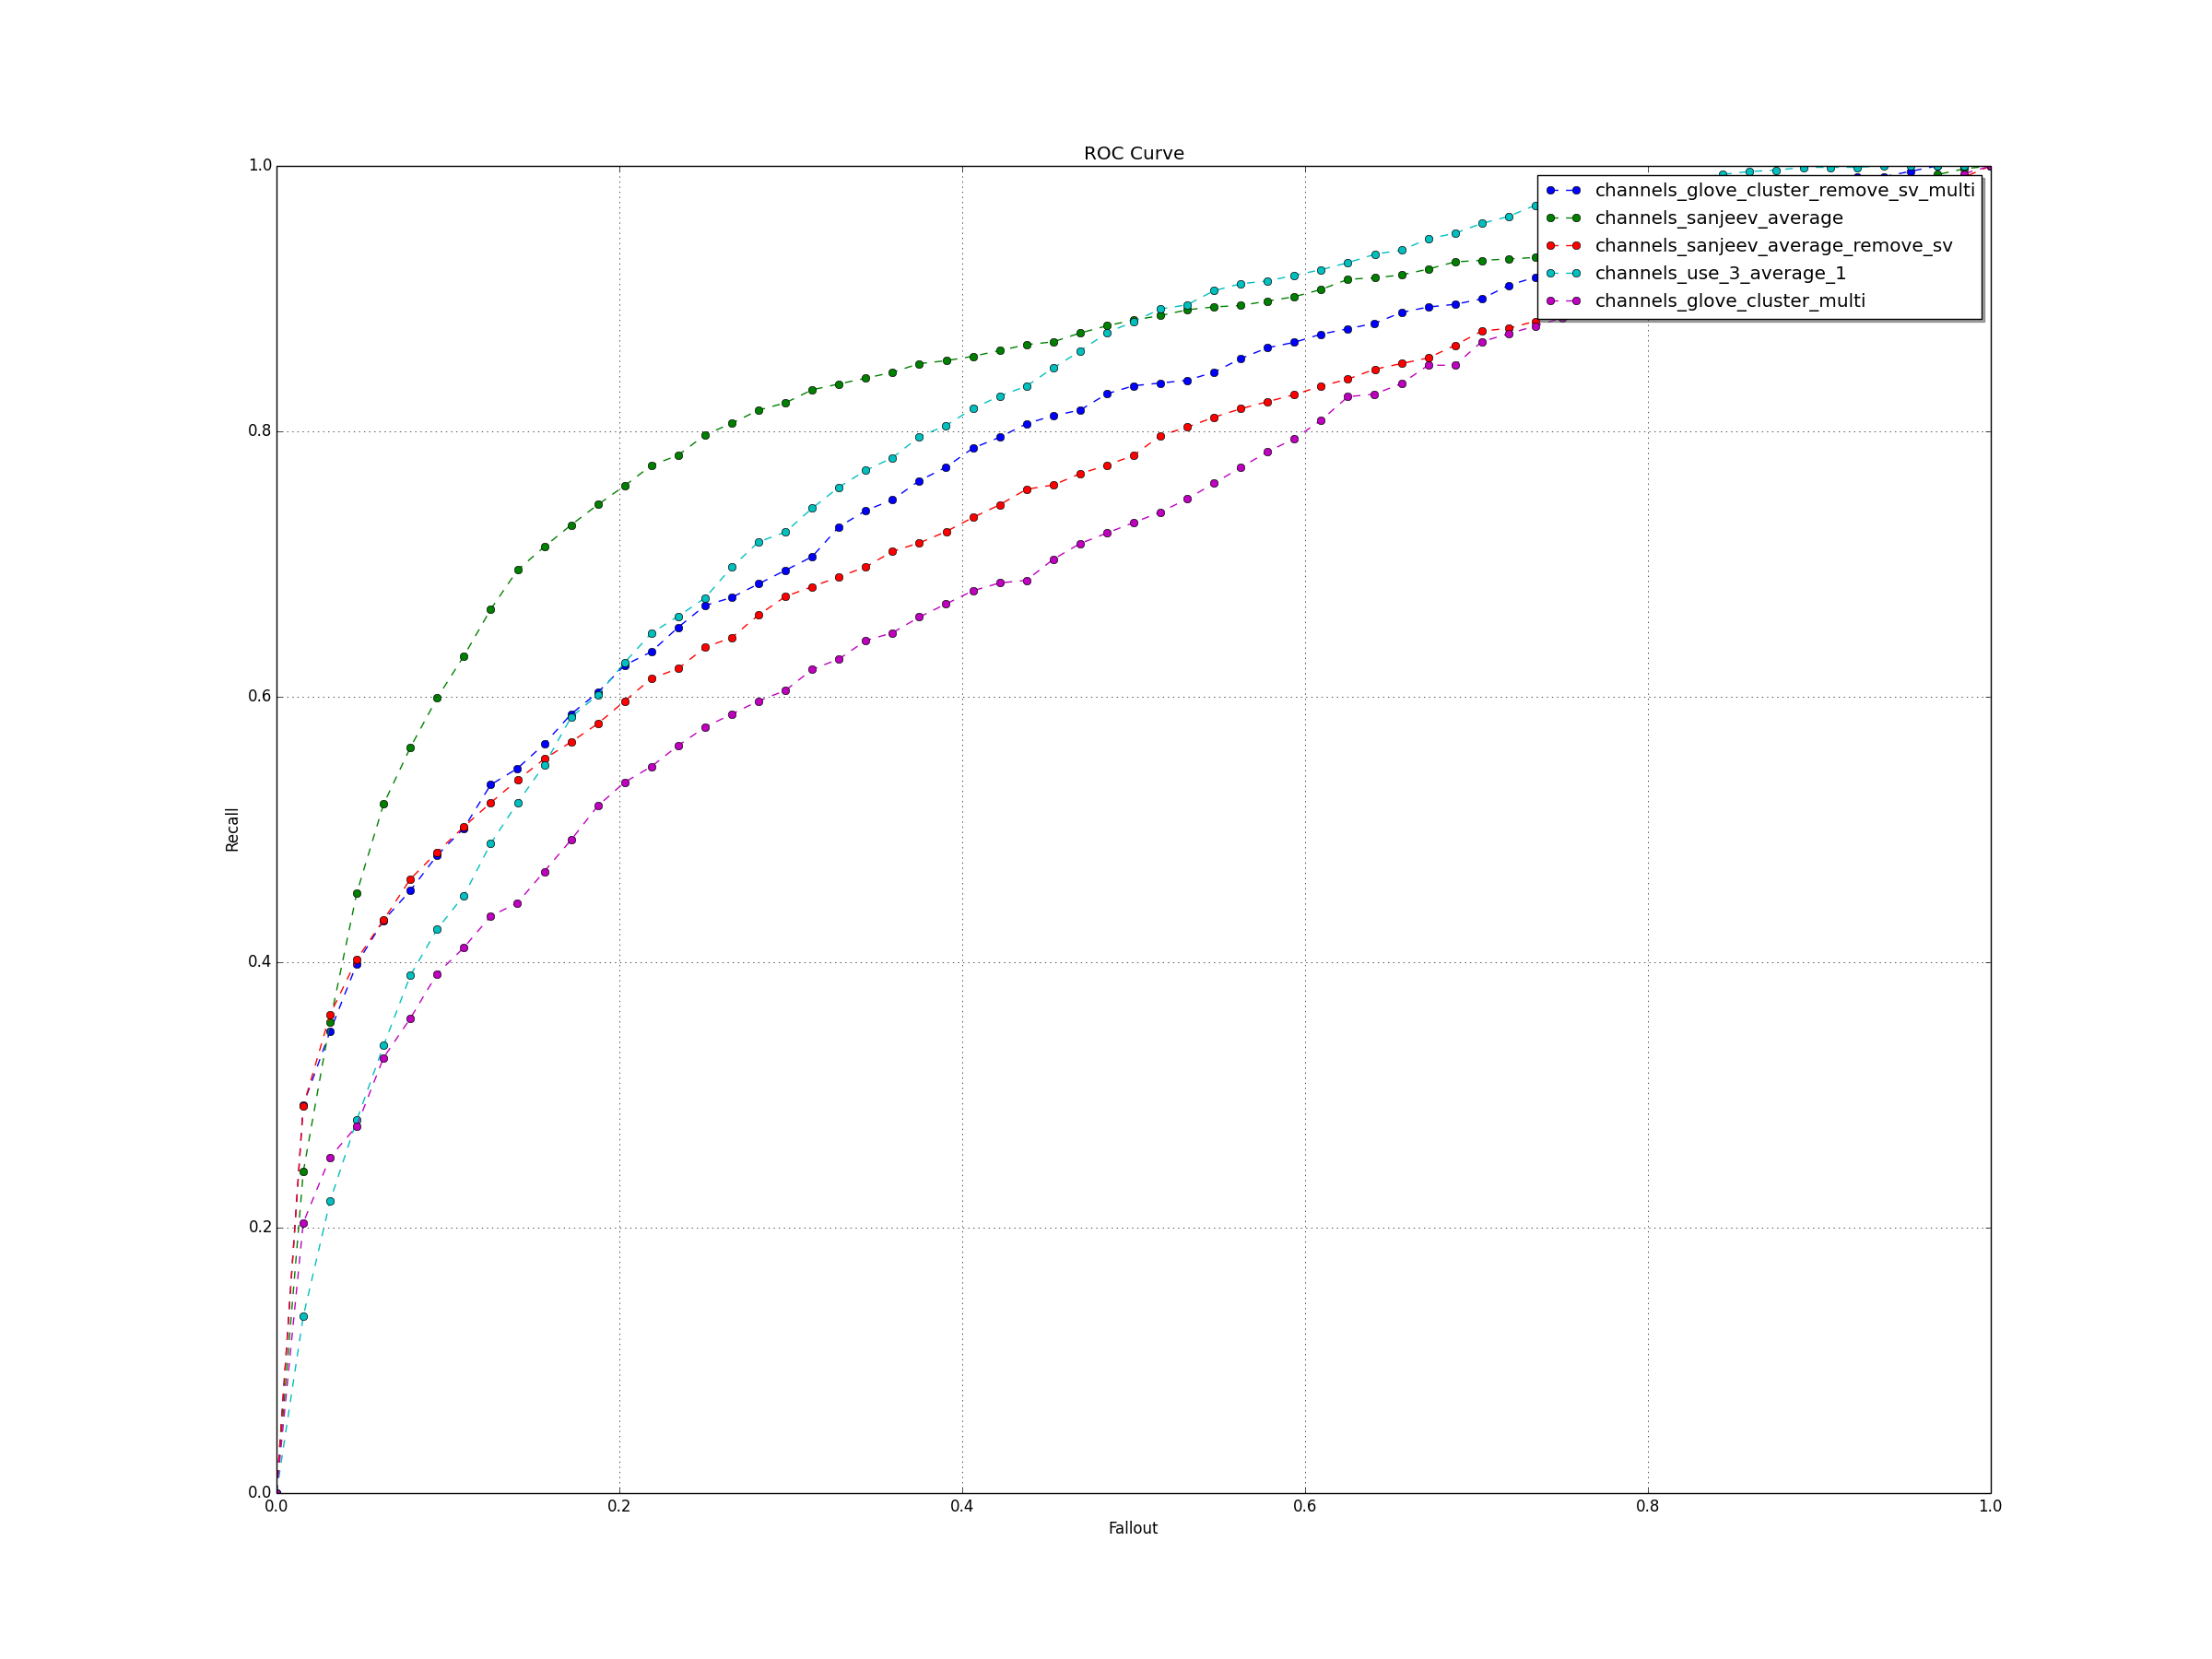 ROC Curve
1.0
0.8
0.6
0.4
0.2
0.0
Recall
channels_glove_cluster_remove_sv_multi
channels_sanjeev_average
channels_sanjeev_average_remove_sv
channels_use_3_average_1
channels_glove_cluster_multi
0.0 0.2 0.4 0.6 0.8 1.0
Fallout